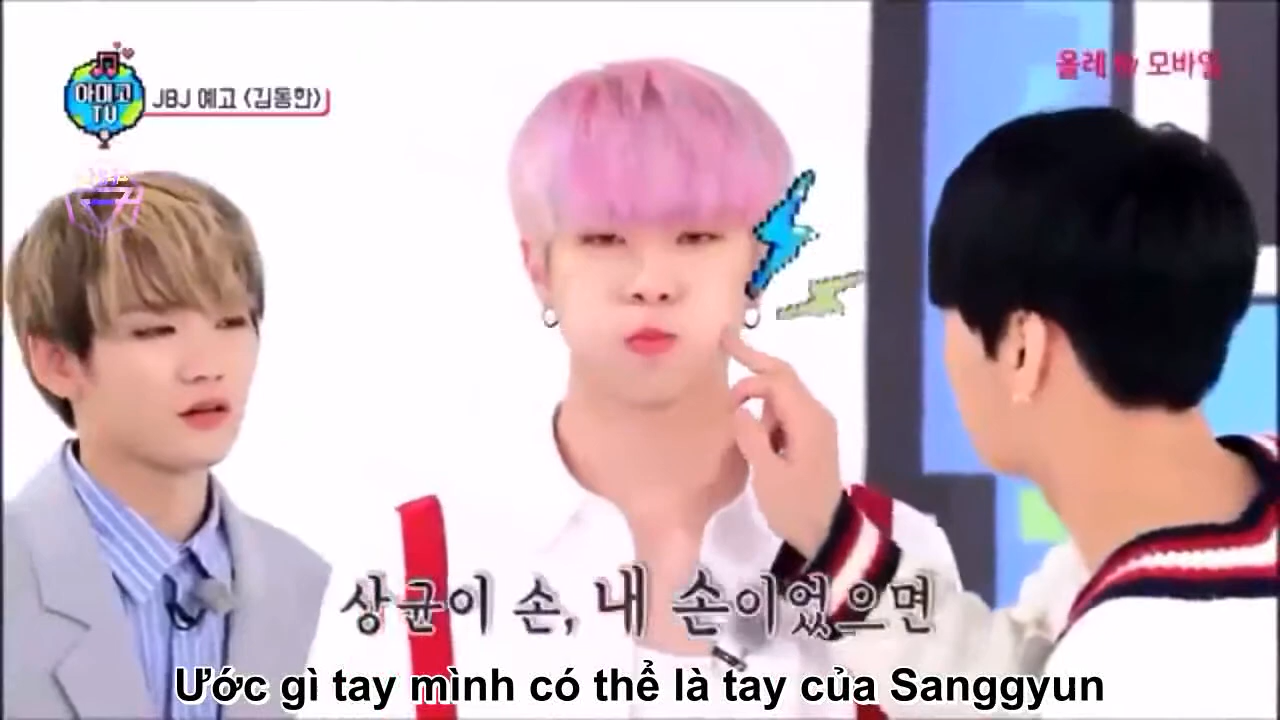 아미고
TV
JBJ 예고 <김동한>
올레 tv 모바일
상균이 손, 내 손이었으면
Ước gì tay mình có thể là tay của Sanggyun